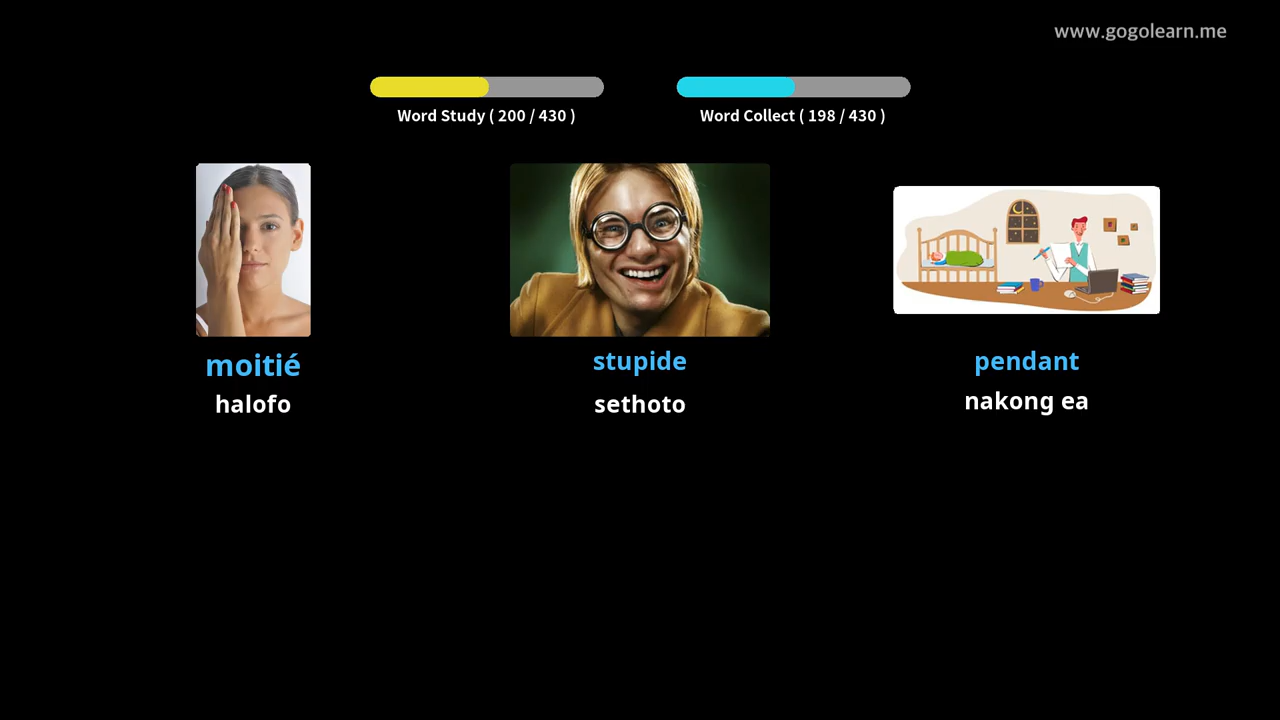 www.gogolearn.me
Word Study ( 200 / 430 )
Word Collect ( 198 / 430 )
moitié
stupide
pendant
halofo
sethoto
nakong ea